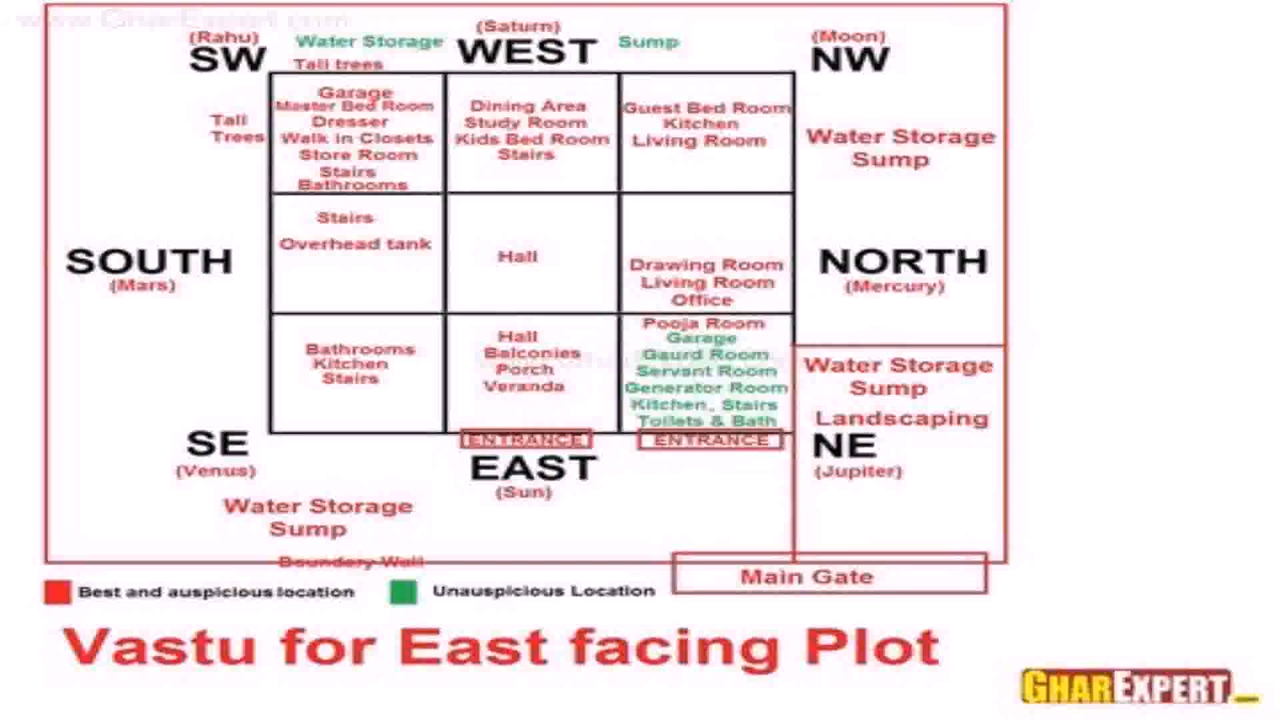 www.GharExpert.com
(Rahu)
SW
Water Storage
Tall trees
(Saturn)
WEST
Sump
(Moon)
NW
Tall
Trees
Garage
Master Bed Room
Dresser
Walk in Closets
Store Room
Stairs
Bathrooms
Dining Area
Study Room
Kids Bed Room
Stairs
Guest Bed Room
Kitchen
Living Room
Water Storage
Sump
SOUTH
(Mars)
Stairs
Overhead tank
Hall
Drawing Room
Living Room
Office
NORTH
(Mercury)
Bathrooms
Kitchen
Stairs
Hall
Balconies
Porch
Veranda
Pooja Room
Garage
Gaurd Room
Servant Room
Generator Room
Kitchen, Stairs
Toilets & Bath
Water Storage
Sump
Landscaping
NE
(Jupiter)
SE
(Venus)
ENTRANCE
ENTRANCE
EAST
(Sun)
Water Storage
Sump
Boundary Wall
Main Gate
Best and auspicious location
Unauspicious Location
Vastu for East facing Plot
GHAREXPERT